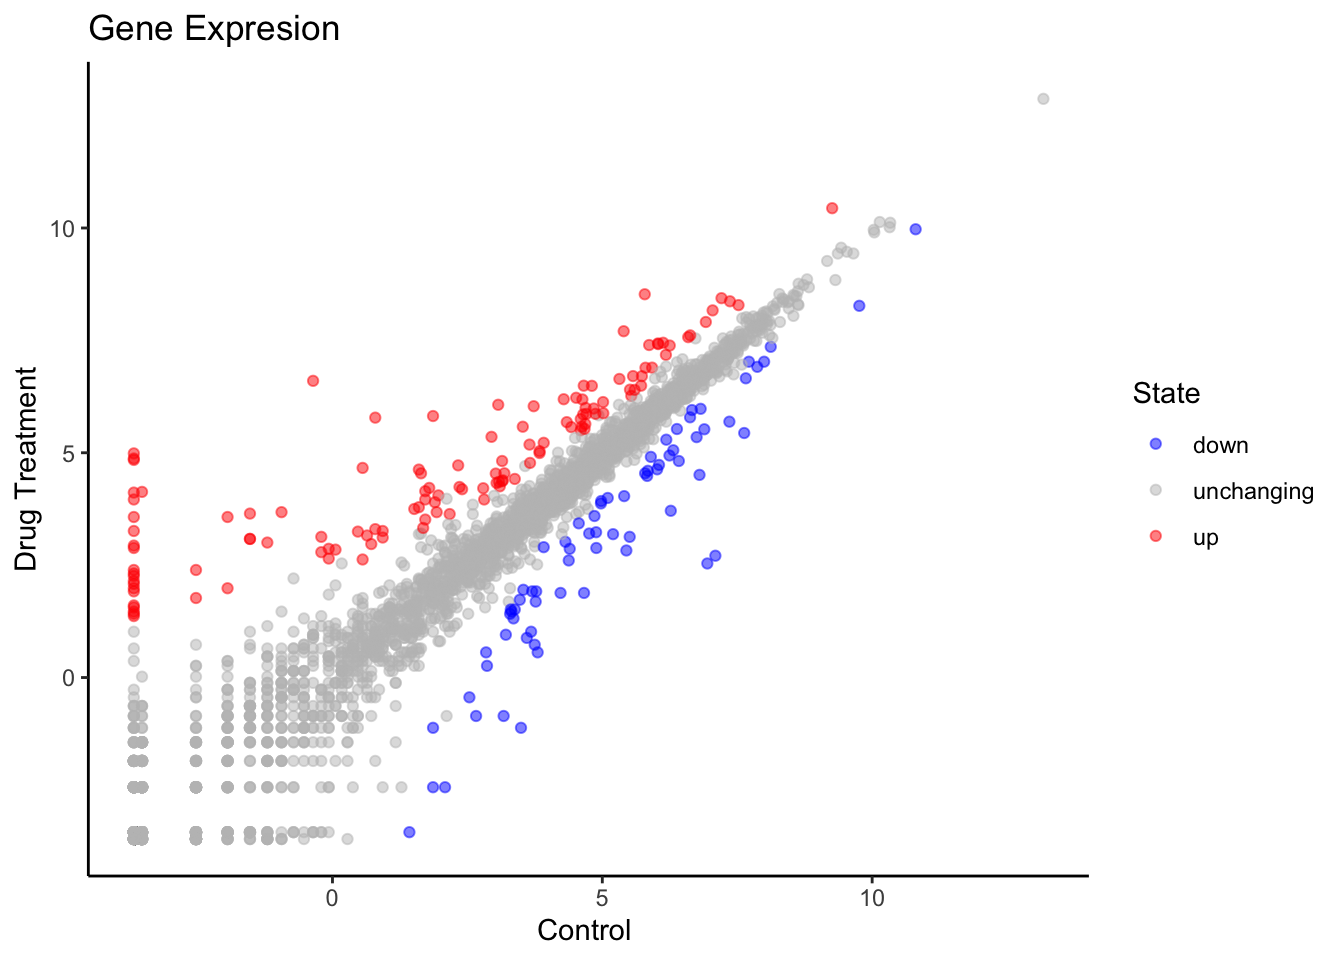 Gene Expresion
10
5
0
Drug Treatment
0
5
10
Control
State
down
unchanging
up